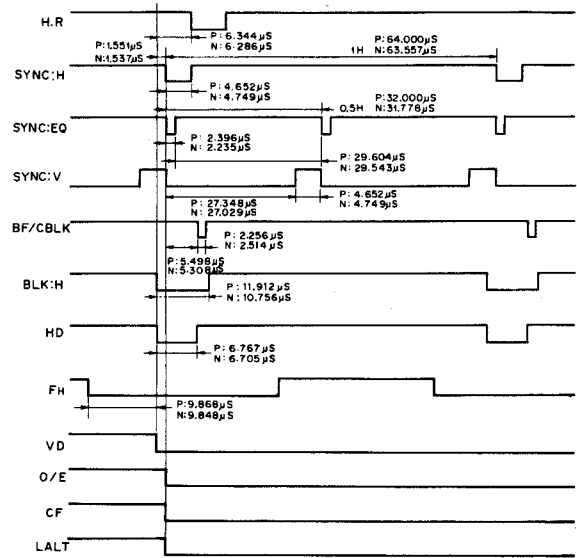 H.R
P: 6.344µS
N: 6.286µS
P:1.551µS
N:1.537µS
P: 64.000µS
N: 63.557µS
1H
SYNC:H
P: 4.652µS
N: 4.749µS
P: 32.000µS
N: 31.778µS
0.5H
SYNC:EQ
P: 2.396µS
N: 2.235µS
P: 29.604µS
N: 29.543µS
SYNC:V
P: 27.348µS
N: 27.029µS
P: 4.652µS
N: 4.749µS
BF/CBLK
P: 2.256µS
N: 2.514µS
P:5.498µS
N:5.308µS
BLK:H
P: 11.912µS
N: 10.756µS
HD
P: 6.767µS
N: 6.705µS
FH
P:9.868µS
N:9.848µS
VD
O/E
CF
LALT